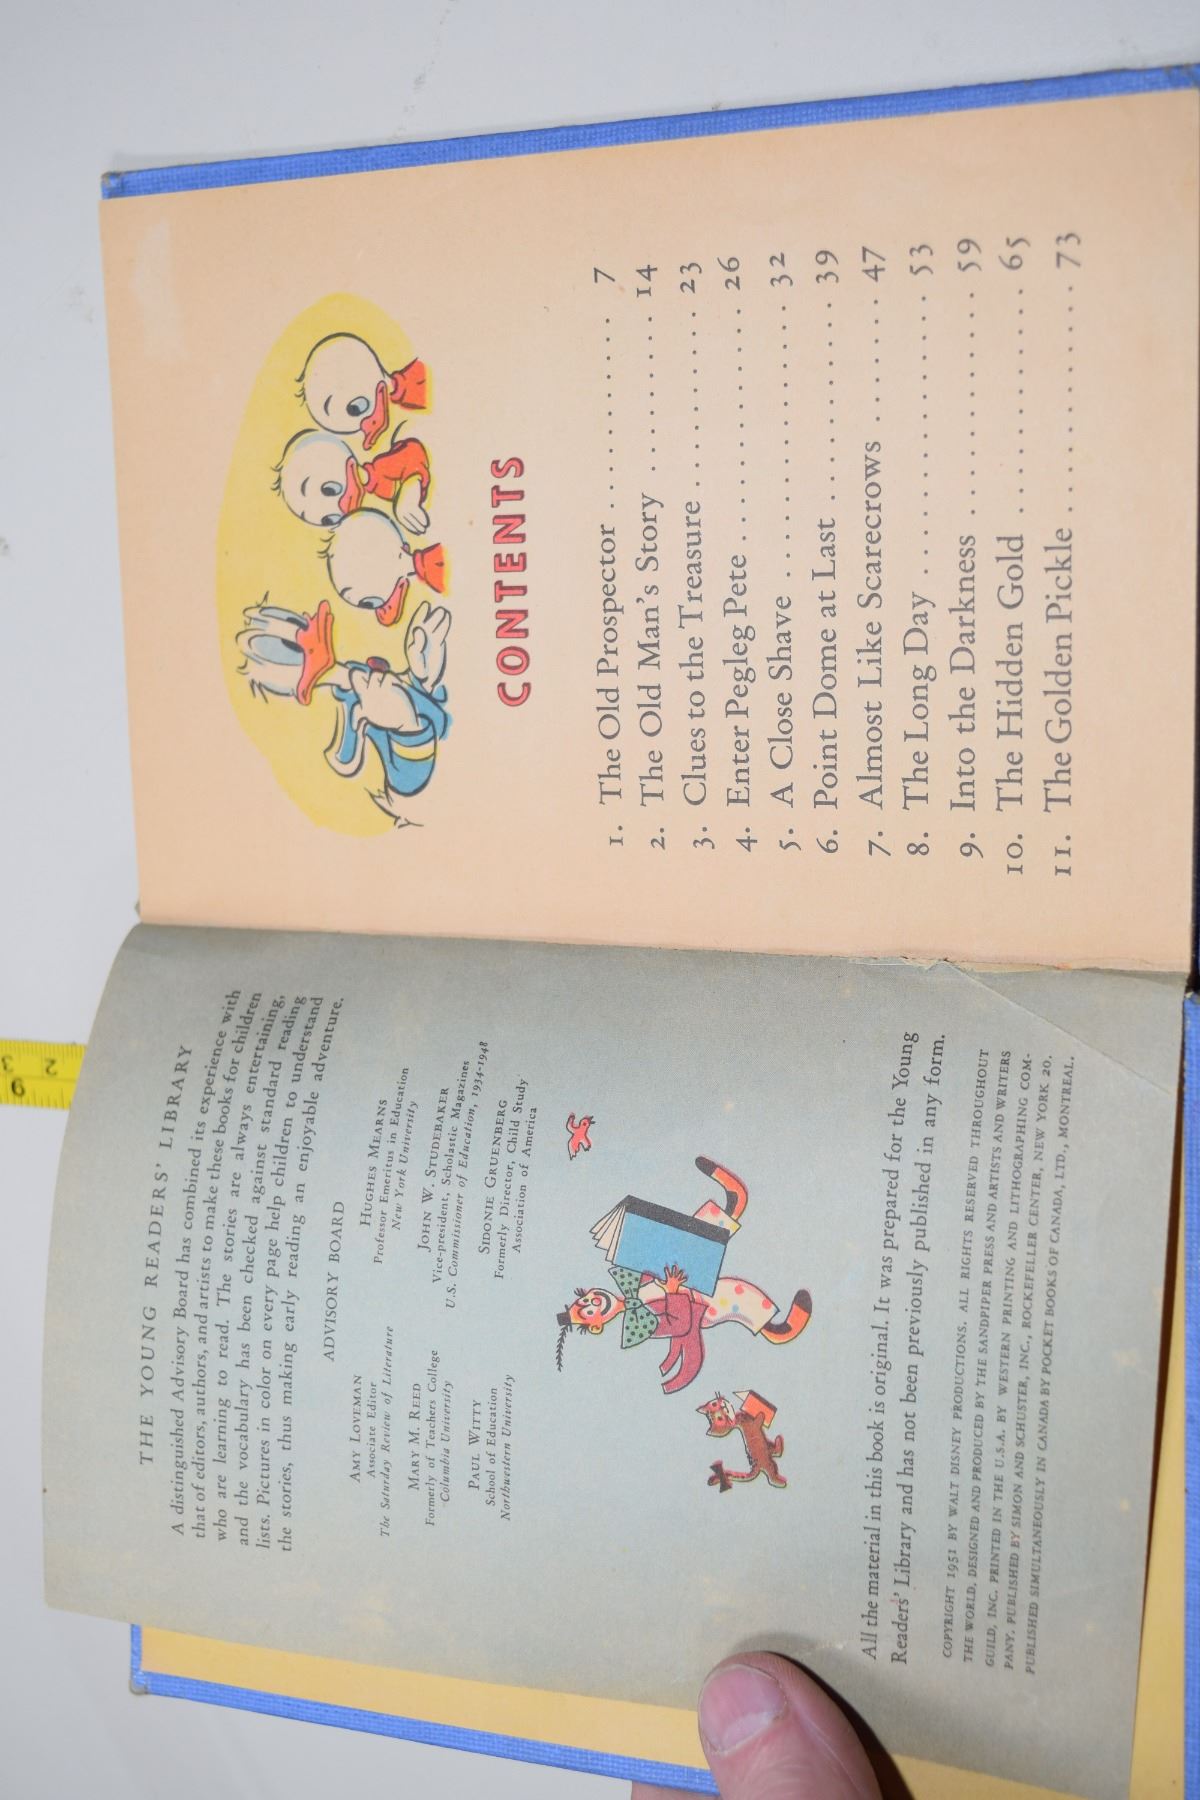 THE YOUNG READERS' LIBRARY
A distinguished Advisory Board has combined its experience with
that of editors, authors, and artists to make these books for children
who are learning to read. The stories are always entertaining,
and the vocabulary has been checked against standard reading
lists. Pictures in color on every page help children to understand
the stories, thus making early reading an enjoyable adventure.
ADVISORY BOARD
AMY LOVEMAN
Associate Editor
The Saturday Review of Literature
MARY M. REED
Formerly of Teachers College
Columbia University
PAUL WITTY
School of Education
Northwestern University
HUGHES MEARNS
Professor Emeritus in Education
New York University
JOHN W. STUDEBAKER
Vice-president, Scholastic Magazines
U.S. Commissioner of Education, 1934-1948
SIDONIE GRUENBERG
Formerly Director, Child Study
Association of America
All the material in this book is original. It was prepared for the Young
Readers' Library and has not been previously published in any form.
COPYRIGHT 1951 BY WALT DISNEY PRODUCTIONS. ALL RIGHTS RESERVED THROUGHOUT
THE WORLD. DESIGNED AND PRODUCED BY THE SANDPIPER PRESS AND ARTISTS AND WRITERS
GUILD, INC. PRINTED IN THE U.S.A. BY WESTERN PRINTING AND LITHOGRAPHING COM-
PANY. PUBLISHED BY SIMON AND SCHUSTER, INC., ROCKEFELLER CENTER, NEW YORK 20.
PUBLISHED SIMULTANEOUSLY IN CANADA BY POCKET BOOKS OF CANADA, LTD., MONTREAL.
CONTENTS
1. The Old Prospector . . . . . . . . . . . 7
2. The Old Man's Story . . . . . . . . . 14
3. Clues to the Treasure . . . . . . . . . . 23
4. Enter Pegleg Pete . . . . . . . . . . . . 26
5. A Close Shave . . . . . . . . . . . . . . 32
6. Point Dome at Last . . . . . . . . . . . 39
7. Almost Like Scarecrows . . . . . . . 47
8. The Long Day . . . . . . . . . . . . . . 53
9. Into the Darkness . . . . . . . . . . . 59
10. The Hidden Gold . . . . . . . . . . . 65
11. The Golden Pickle . . . . . . . . . . . 73
2
3
6